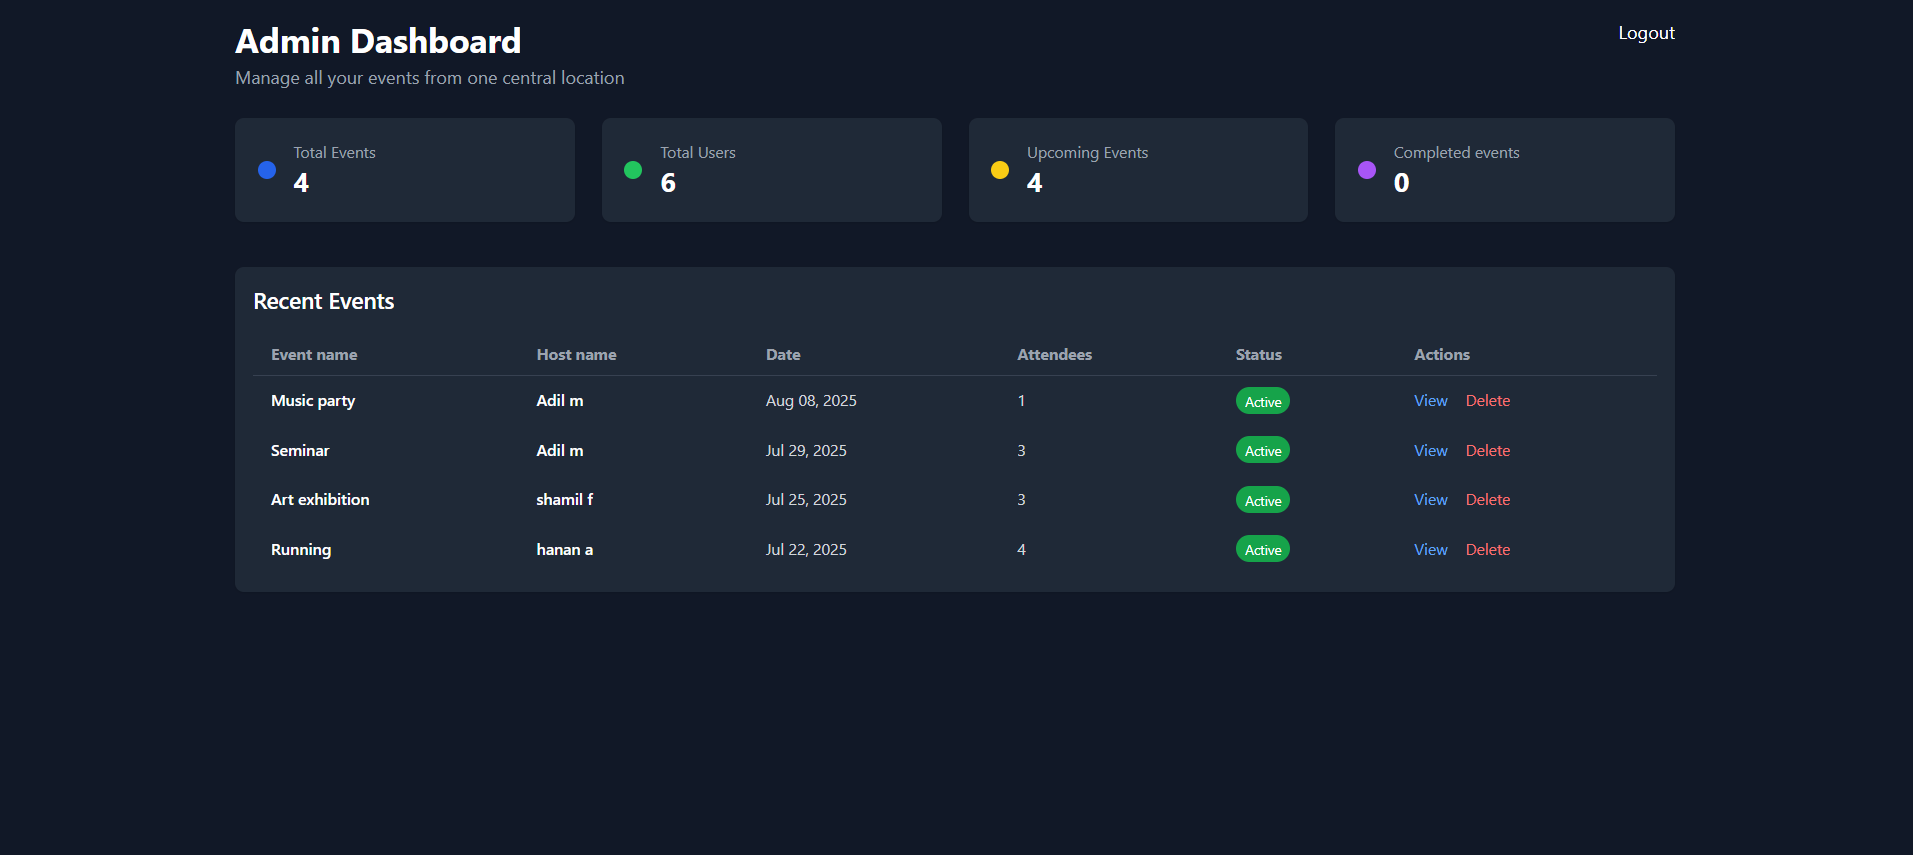 Admin Dashboard
Logout
Manage all your events from one central location
Total Events
4
Total Users
6
Upcoming Events
4
Completed events
0
Recent Events
Event name Host name Date Attendees Status Actions
Music party Adil m Aug 08, 2025 1 Active View Delete
Seminar Adil m Jul 29, 2025 3 Active View Delete
Art exhibition shamil f Jul 25, 2025 3 Active View Delete
Running hanan a Jul 22, 2025 4 Active View Delete